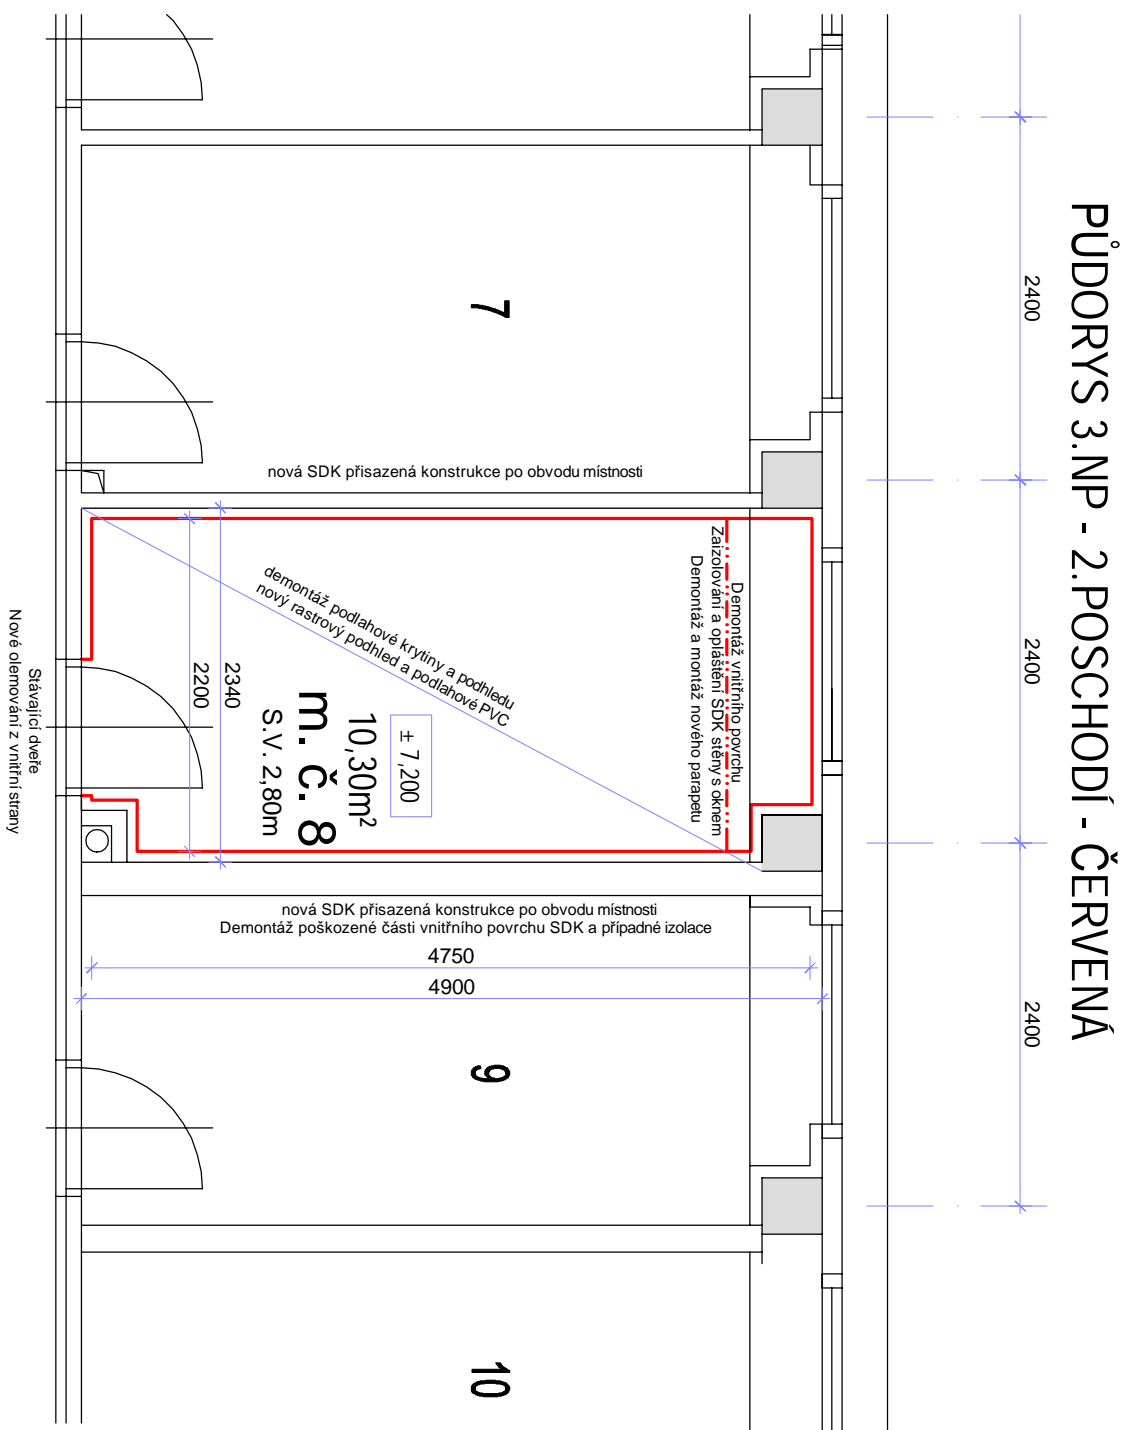 PŮDORYS 3.NP - 2.POSCHODÍ - ČERVENÁ
2400
2400
2400
7
nová SDK přisazená konstrukce po obvodu místnosti
Demontáž vnitřního povrchu
Zaizolování a opláštění SDK stěny s oknem
Demontáž a montáž nového parapetu
demontáž podlahové krytiny a podhledu
nový rastrový podhled a podlahové PVC
± 7,200
10,30m²
m. č. 8
S.V. 2,80m
2340
2200
Stávající dveře
Nové olemování z vnitřní strany
nová SDK přisazená konstrukce po obvodu místnosti
Demontáž poškozené části vnitřního povrchu SDK a případné izolace
4750
4900
9
10